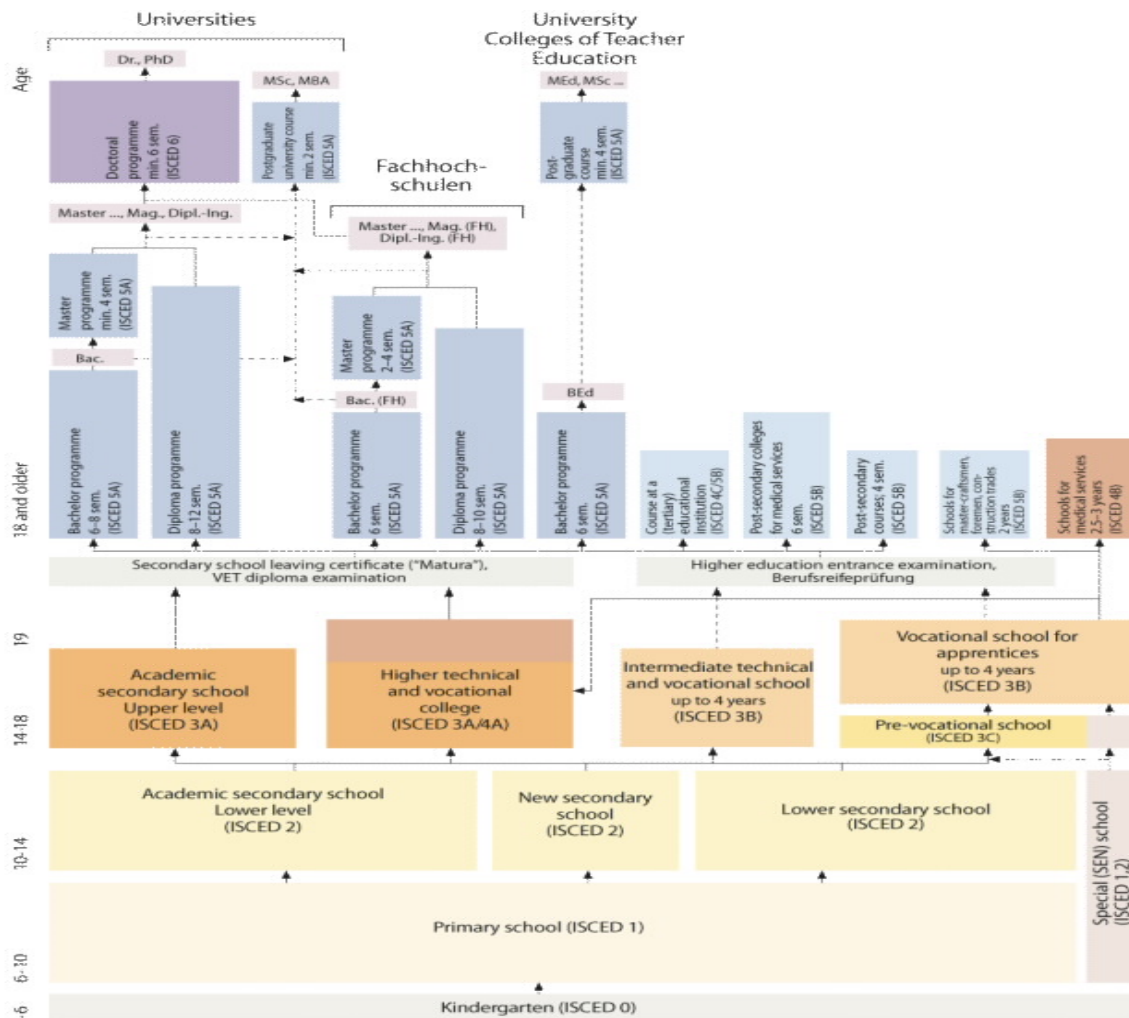 Universities
University
Colleges of Teacher
Education
Age
Dr., PhD
MSc, MBA
MEd, MSc ...
Doctoral
programme
min. 6 sem.
(ISCED 6)
Postgraduate
university course
min. 2 sem.
(ISCED 5A)
Post-
graduate
course
min. 4 sem.
(ISCED 5A)
Fachhoch-
schulen
Master ..., Mag., Dipl.-Ing.
Master ..., Mag. (FH),
Dipl.-Ing. (FH)
Master
programme
min. 4 sem.
(ISCED 5A)
Master
programme
2–4 sem.
(ISCED 5A)
Bac.
Bac. (FH)
BEd
18 and older
Bachelor programme
6–8 sem.
(ISCED 5A)
Diploma programme
8–12 sem.
(ISCED 5A)
Bachelor programme
6 sem.
(ISCED 5A)
Diploma programme
8–10 sem.
(ISCED 5A)
Bachelor programme
6 sem.
(ISCED 5A)
Course at a
(tertiary)
educational
institution
(ISCED 4C/5B)
Post-secondary colleges
for medical services
6 sem.
(ISCED 5B)
Post-secondary
courses; 4 sem.
(ISCED 5B)
Schools for
master-craftsmen,
foremen, con-
struction trades
2 years
(ISCED 5B)
Schools for
medical services
2,5–3 years
(ISCED 4B)
Secondary school leaving certificate ("Matura"),
VET diploma examination
Higher education entrance examination,
Berufsreifeprüfung
19
Academic
secondary school
Upper level
(ISCED 3A)
Higher technical
and vocational
college
(ISCED 3A/4A)
Intermediate technical
and vocational school
up to 4 years
(ISCED 3B)
Vocational school for
apprentices
up to 4 years
(ISCED 3B)
14-18
Pre-vocational school
(ISCED 3C)
Academic secondary school
Lower level
(ISCED 2)
New secondary
school
(ISCED 2)
Lower secondary school
(ISCED 2)
10-14
Special (SEN) school
(ISCED 1,2)
Primary school (ISCED 1)
6-10
Kindergarten (ISCED 0)
-6